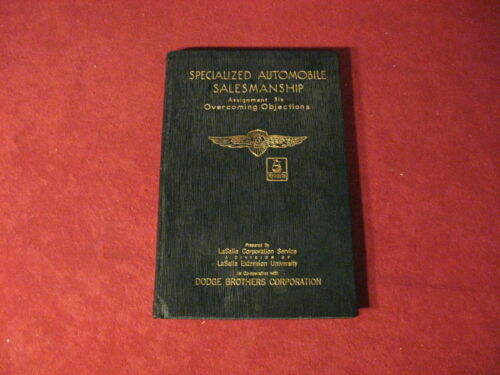 SPECIALIZED AUTOMOBILE
SALESMANSHIP
Assignment Six
Overcoming Objections
Prepared By
LaSalle Corporation Service
A DIVISION OF
LaSalle Extension University
In Co-operation with
DODGE BROTHERS CORPORATION